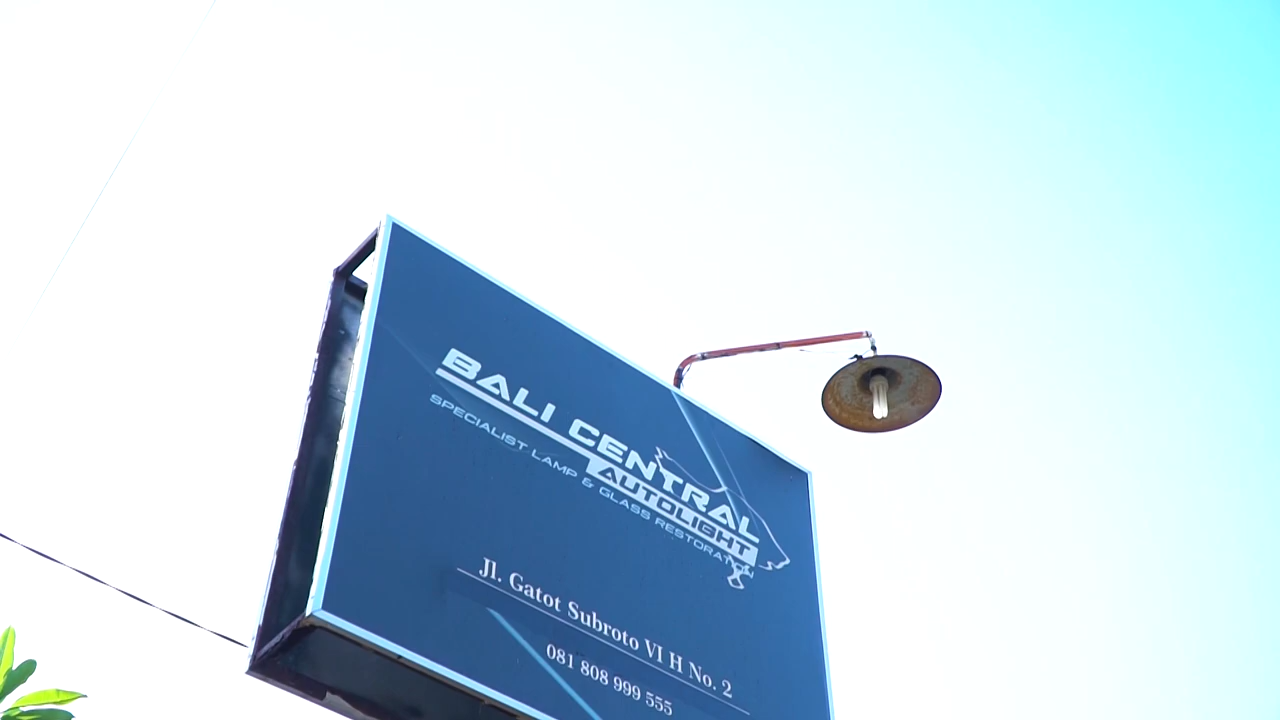 BALI CENTRAL
AUTOLIGHT
SPECIALIST LAMP & GLASS RESTORATION
Jl. Gatot Subroto VI H No. 2
081 808 999 555